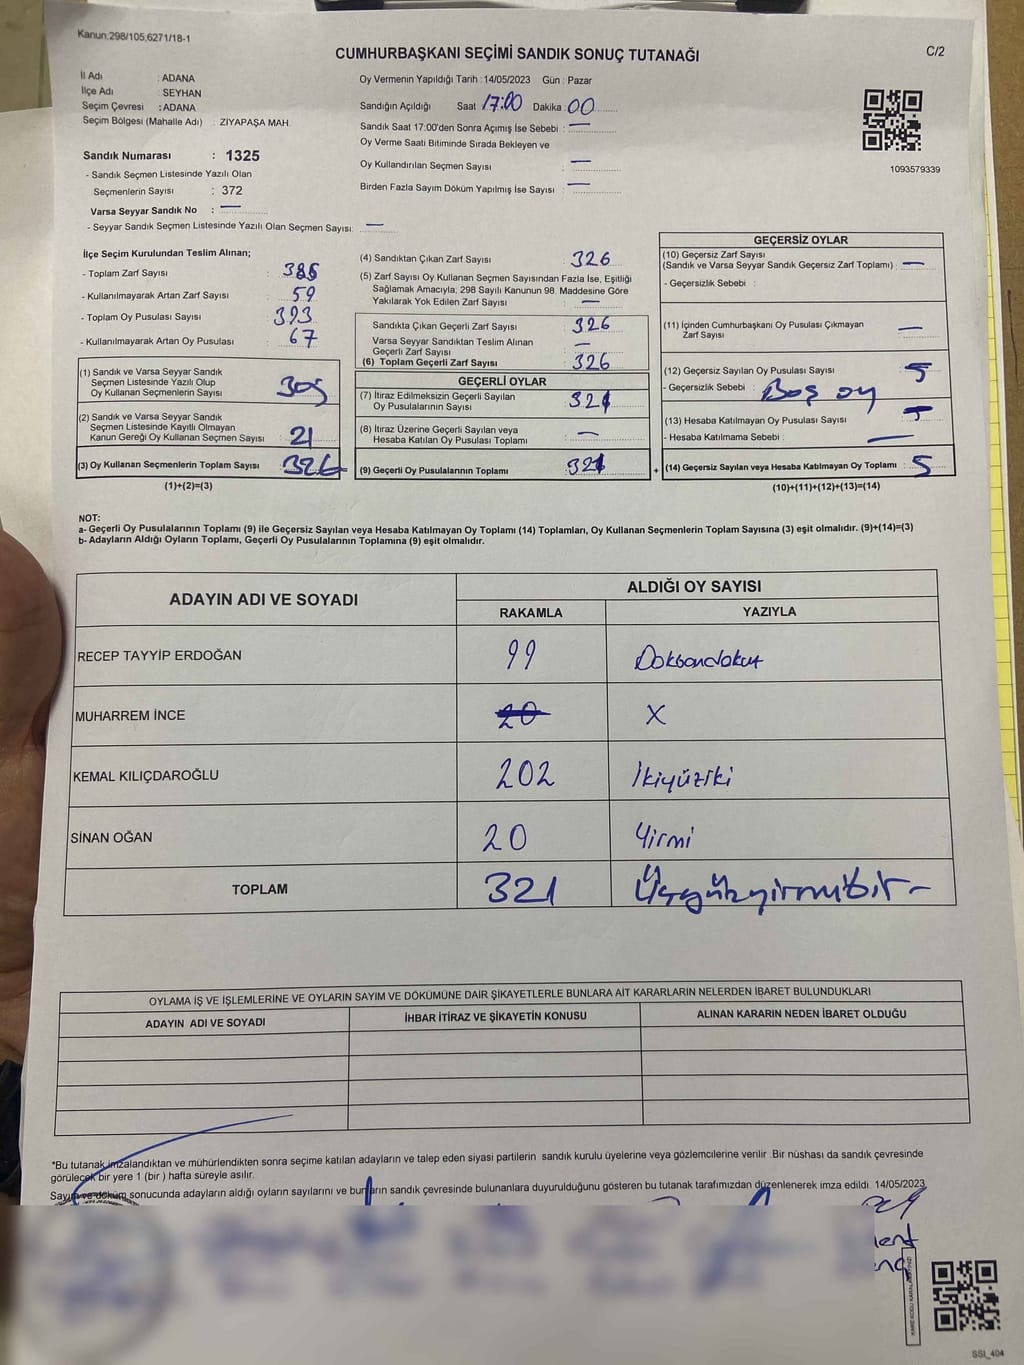 Kanun:298/105,6271/18-1
CUMHURBAŞKANI SEÇİMİ SANDIK SONUÇ TUTANAĞI
C/2
İl Adı : ADANA
İlçe Adı : SEYHAN
Seçim Çevresi : ADANA
Seçim Bölgesi (Mahalle Adı) : ZIYAPAŞA MAH.
Oy Vermenin Yapıldığı Tarih : 14/05/2023 Gün : Pazar
Sandığın Açıldığı Saat 17:00 Dakika : 00
Sandık Saat 17:00'den Sonra Açımış İse Sebebi : —
Oy Verme Saati Bitiminde Sırada Bekleyen ve
Oy Kullandırılan Seçmen Sayısı : —
Birden Fazla Sayım Döküm Yapılmış İse Sayısı : —
1093579339
Sandık Numarası : 1325
- Sandık Seçmen Listesinde Yazılı Olan
Seçmenlerin Sayısı : 372
Varsa Seyyar Sandık No : —
- Seyyar Sandık Seçmen Listesinde Yazılı Olan Seçmen Sayısı: —
İlçe Seçim Kurulundan Teslim Alınan;
- Toplam Zarf Sayısı : 385
- Kullanılmayarak Artan Zarf Sayısı : 59
- Toplam Oy Pusulası Sayısı : 393
- Kullanılmayarak Artan Oy Pusulası : 67
(1) Sandık ve Varsa Seyyar Sandık
Seçmen Listesinde Yazılı Olup
Oy Kullanan Seçmenlerin Sayısı : 305
(2) Sandık ve Varsa Seyyar Sandık
Seçmen Listesinde Kayıtlı Olmayan
Kanun Gereği Oy Kullanan Seçmen Sayısı : 21
(3) Oy Kullanan Seçmenlerin Toplam Sayısı : 326
(1)+(2)=(3)
(4) Sandıktan Çıkan Zarf Sayısı : 326
(5) Zarf Sayısı Oy Kullanan Seçmen Sayısından Fazla İse, Eşitliği
Sağlamak Amacıyla; 298 Sayılı Kanunun 98. Maddesine Göre
Yakılarak Yok Edilen Zarf Sayısı : —
Sandıkta Çıkan Geçerli Zarf Sayısı : 326
Varsa Seyyar Sandıktan Teslim Alınan
Geçerli Zarf Sayısı : —
(6) Toplam Geçerli Zarf Sayısı : 326
GEÇERLİ OYLAR
(7) İtiraz Edilmeksizin Geçerli Sayılan
Oy Pusulalarının Sayısı : 321
(8) İtiraz Üzerine Geçerli Sayılan veya
Hesaba Katılan Oy Pusulası Toplamı : —
(9) Geçerli Oy Pusulalarının Toplamı : 321
+
GEÇERSİZ OYLAR
(10) Geçersiz Zarf Sayısı
(Sandık ve Varsa Seyyar Sandık Geçersiz Zarf Toplamı) : —
- Geçersizlik Sebebi :
(11) İçinden Cumhurbaşkanı Oy Pusulası Çıkmayan
Zarf Sayısı : —
(12) Geçersiz Sayılan Oy Pusulası Sayısı : 5
- Geçersizlik Sebebi : Boş oy
(13) Hesaba Katılmayan Oy Pusulası Sayısı :
- Hesaba Katılmama Sebebi : —
(14) Geçersiz Sayılan veya Hesaba Katılmayan Oy Toplamı : 5
(10)+(11)+(12)+(13)=(14)
NOT:
a- Geçerli Oy Pusulalarının Toplamı (9) ile Geçersiz Sayılan veya Hesaba Katılmayan Oy Toplamı (14) Toplamları, Oy Kullanan Seçmenlerin Toplam Sayısına (3) eşit olmalıdır. (9)+(14)=(3)
b- Adayların Aldığı Oyların Toplamı, Geçerli Oy Pusulalarının Toplamına (9) eşit olmalıdır.
ADAYIN ADI VE SOYADI
ALDIĞI OY SAYISI
RAKAMLA YAZIYLA
RECEP TAYYİP ERDOĞAN 99 Doksandokuz
MUHARREM İNCE 20 X
KEMAL KILIÇDAROĞLU 202 İkiyüziki
SİNAN OĞAN 20 Yirmi
TOPLAM 321 Üçyüzyirmibir-
OYLAMA İŞ VE İŞLEMLERİNE VE OYLARIN SAYIM VE DÖKÜMÜNE DAİR ŞİKAYETLERLE BUNLARA AİT KARARLARIN NELERDEN İBARET BULUNDUKLARI
ADAYIN ADI VE SOYADI
İHBAR İTİRAZ VE ŞİKAYETİN KONUSU
ALINAN KARARIN NEDEN İBARET OLDUĞU
*Bu tutanak imzalandıktan ve mühürlendikten sonra seçime katılan adayların ve talep eden siyasi partilerin sandık kurulu üyelerine veya gözlemcilerine verilir .Bir nüshası da sandık çevresinde
görülecek bir yere 1 (bir ) hafta süreyle asılır.
Sayım ve döküm sonucunda adayların aldığı oyların sayılarını ve bunların sandık çevresinde bulunanlara duyurulduğunu gösteren bu tutanak tarafımızdan düzenlenerek imza edildi. 14/05/2023
SSI_404